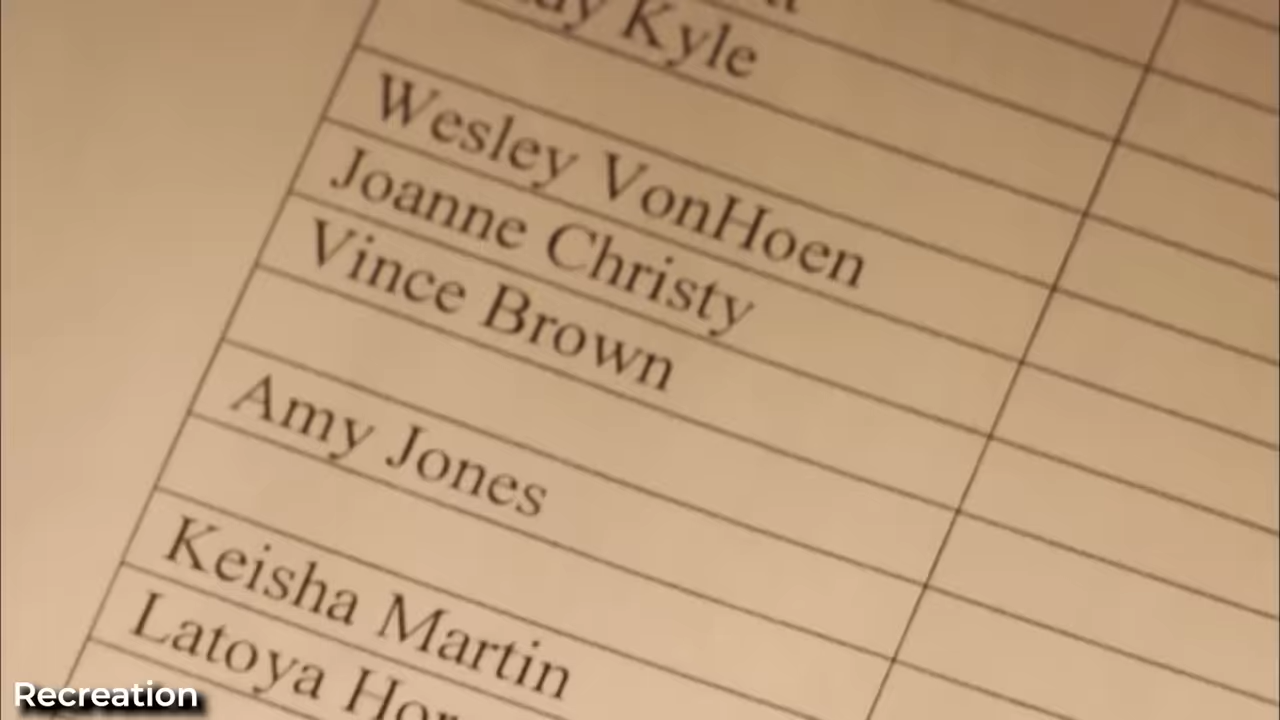 Kyle
Wesley VonHoen
Joanne Christy
Vince Brown
Amy Jones
Keisha Martin
Latoya
Recreation